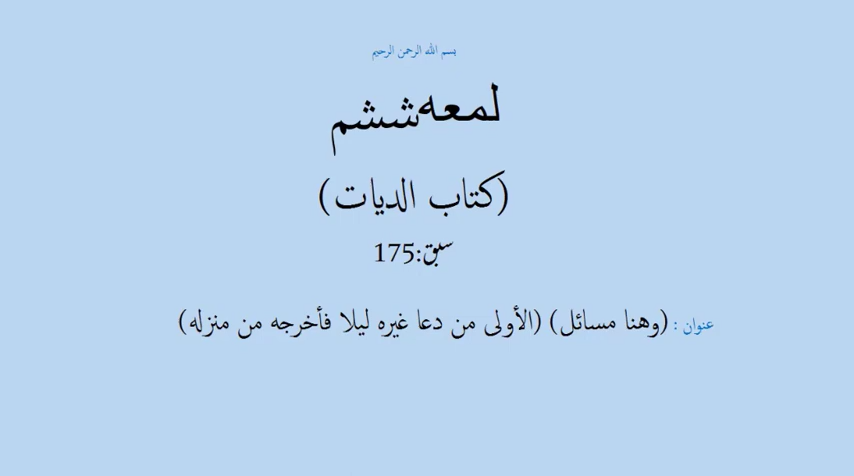 بسم الله الرحمن الرحيم
لمعه ششم
(كتاب الديات)
سبق:175
عنوان : (وهنا مسائل) (الأولى من دعا غيره ليلا فأخرجه من منزله)